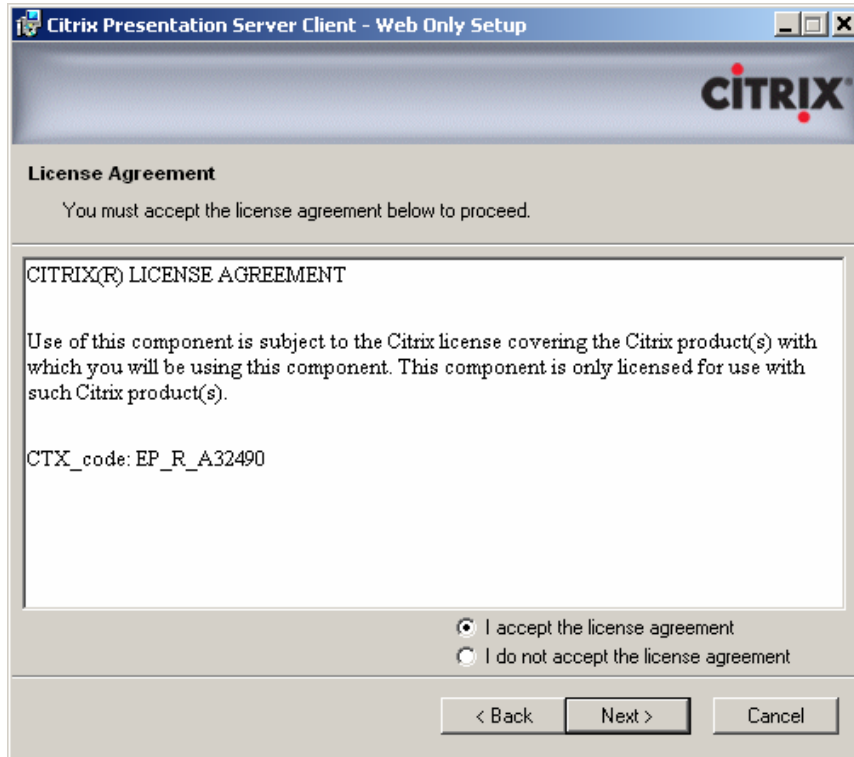 Citrix Presentation Server Client - Web Only Setup
CITRIX®
License Agreement
You must accept the license agreement below to proceed.
CITRIX(R) LICENSE AGREEMENT
Use of this component is subject to the Citrix license covering the Citrix product(s) with
which you will be using this component. This component is only licensed for use with
such Citrix product(s).
CTX_code: EP_R_A32490
I accept the license agreement
I do not accept the license agreement
< Back
Next >
Cancel